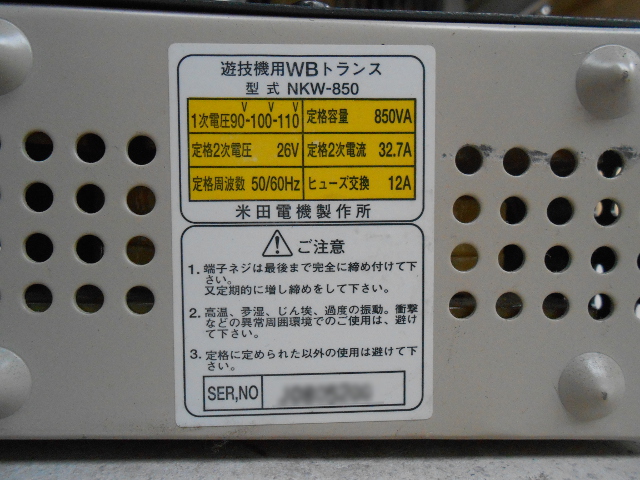 遊技機用WBトランス
型式 NKW-850
V V V
1次電圧90-100-110 定格容量 850VA
定格2次電圧 26V 定格2次電流 32.7A
定格周波数 50/60Hz ヒューズ交換 12A
米田電機製作所
ご注意
1. 端子ネジは最後まで完全に締め付けて下
さい。
又定期的に増し締めをして下さい。
2. 高温、多湿、じん埃、過度の振動。衝撃
などの異常周囲環境でのご使用は、避け
て下さい。
3. 定格に定められた以外の使用は避けて下
さい。
SER,NO